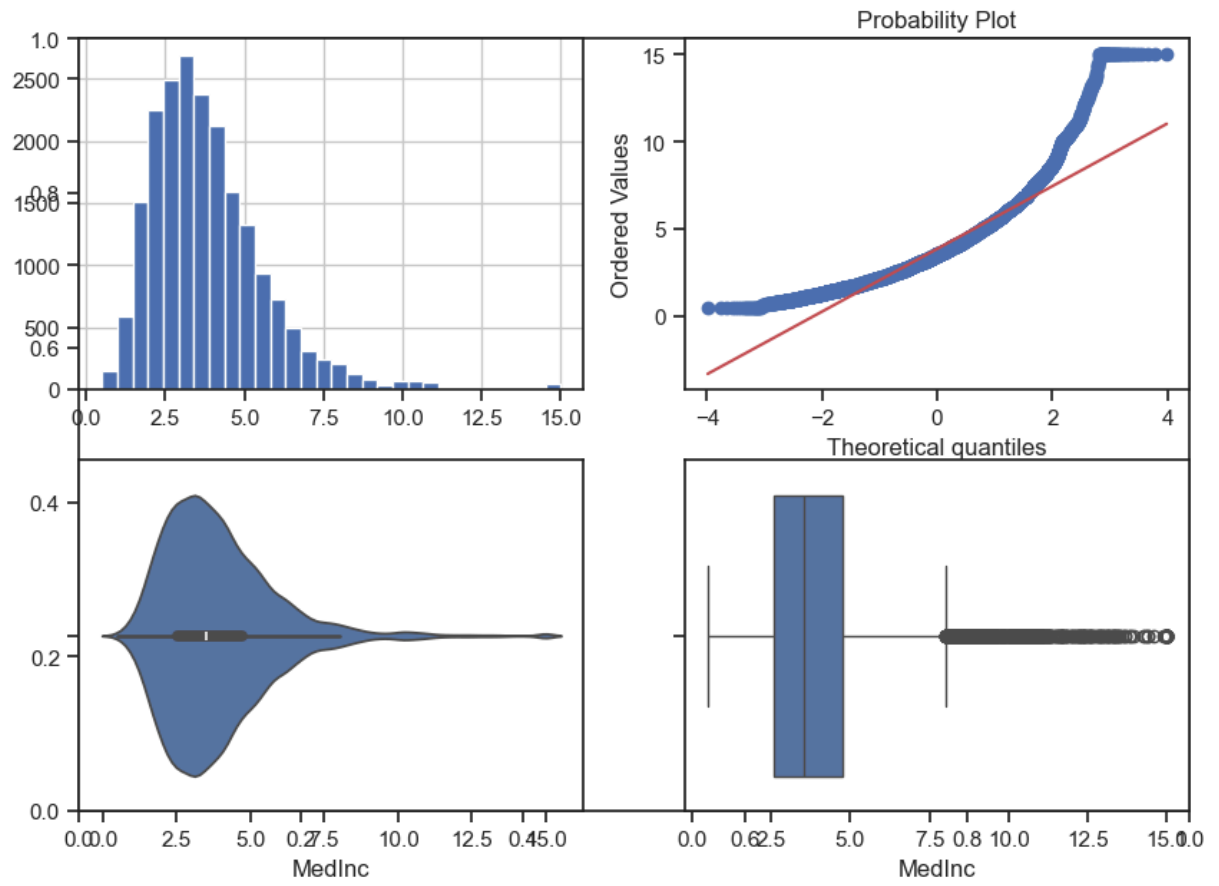 Probability Plot
1.0
2500
2000
0.8
1500
1000
500
0.6
0
0.0 2.5 5.0 7.5 10.0 12.5 15.0
Ordered Values
15
10
5
0
−4 −2 0 2 4
Theoretical quantiles
0.4
0.2
0.0
0.0 0.0 2.5 5.0 0.2 7.5 10.0 12.5 0.4 15.0
MedInc
0.0 0.6 2.5 5.0 7.5 0.8 10.0 12.5 15.0 1.0
MedInc